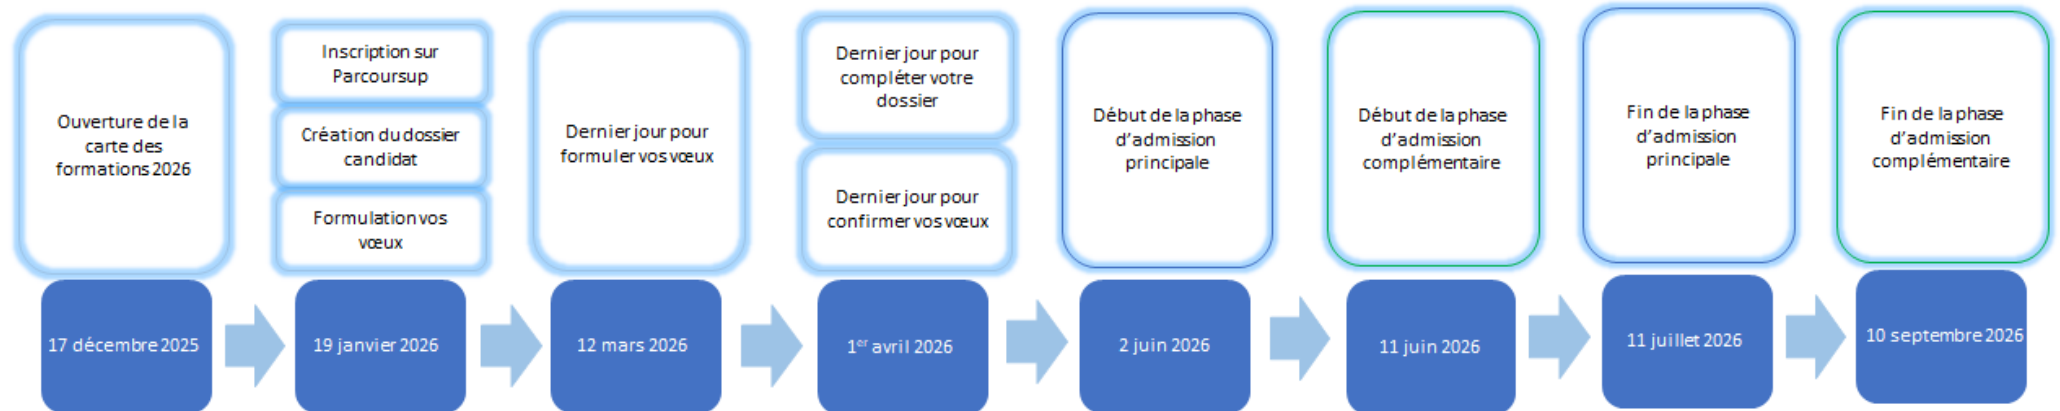 Ouverture de la
carte des
formations 2026
Inscription sur
Parcoursup
Création du dossier
candidat
Formulation vos
vœux
Dernier jour pour
formuler vos vœux
Dernier jour pour
compléter votre
dossier
Dernier jour pour
confirmer vos vœux
Début de la phase
d’admission
principale
Début de la phase
d’admission
complémentaire
Fin de la phase
d’admission
principale
Fin de la phase
d’admission
complémentaire
17 décembre 2025
19 janvier 2026
12 mars 2026
1er avril 2026
2 juin 2026
11 juin 2026
11 juillet 2026
10 septembre 2026